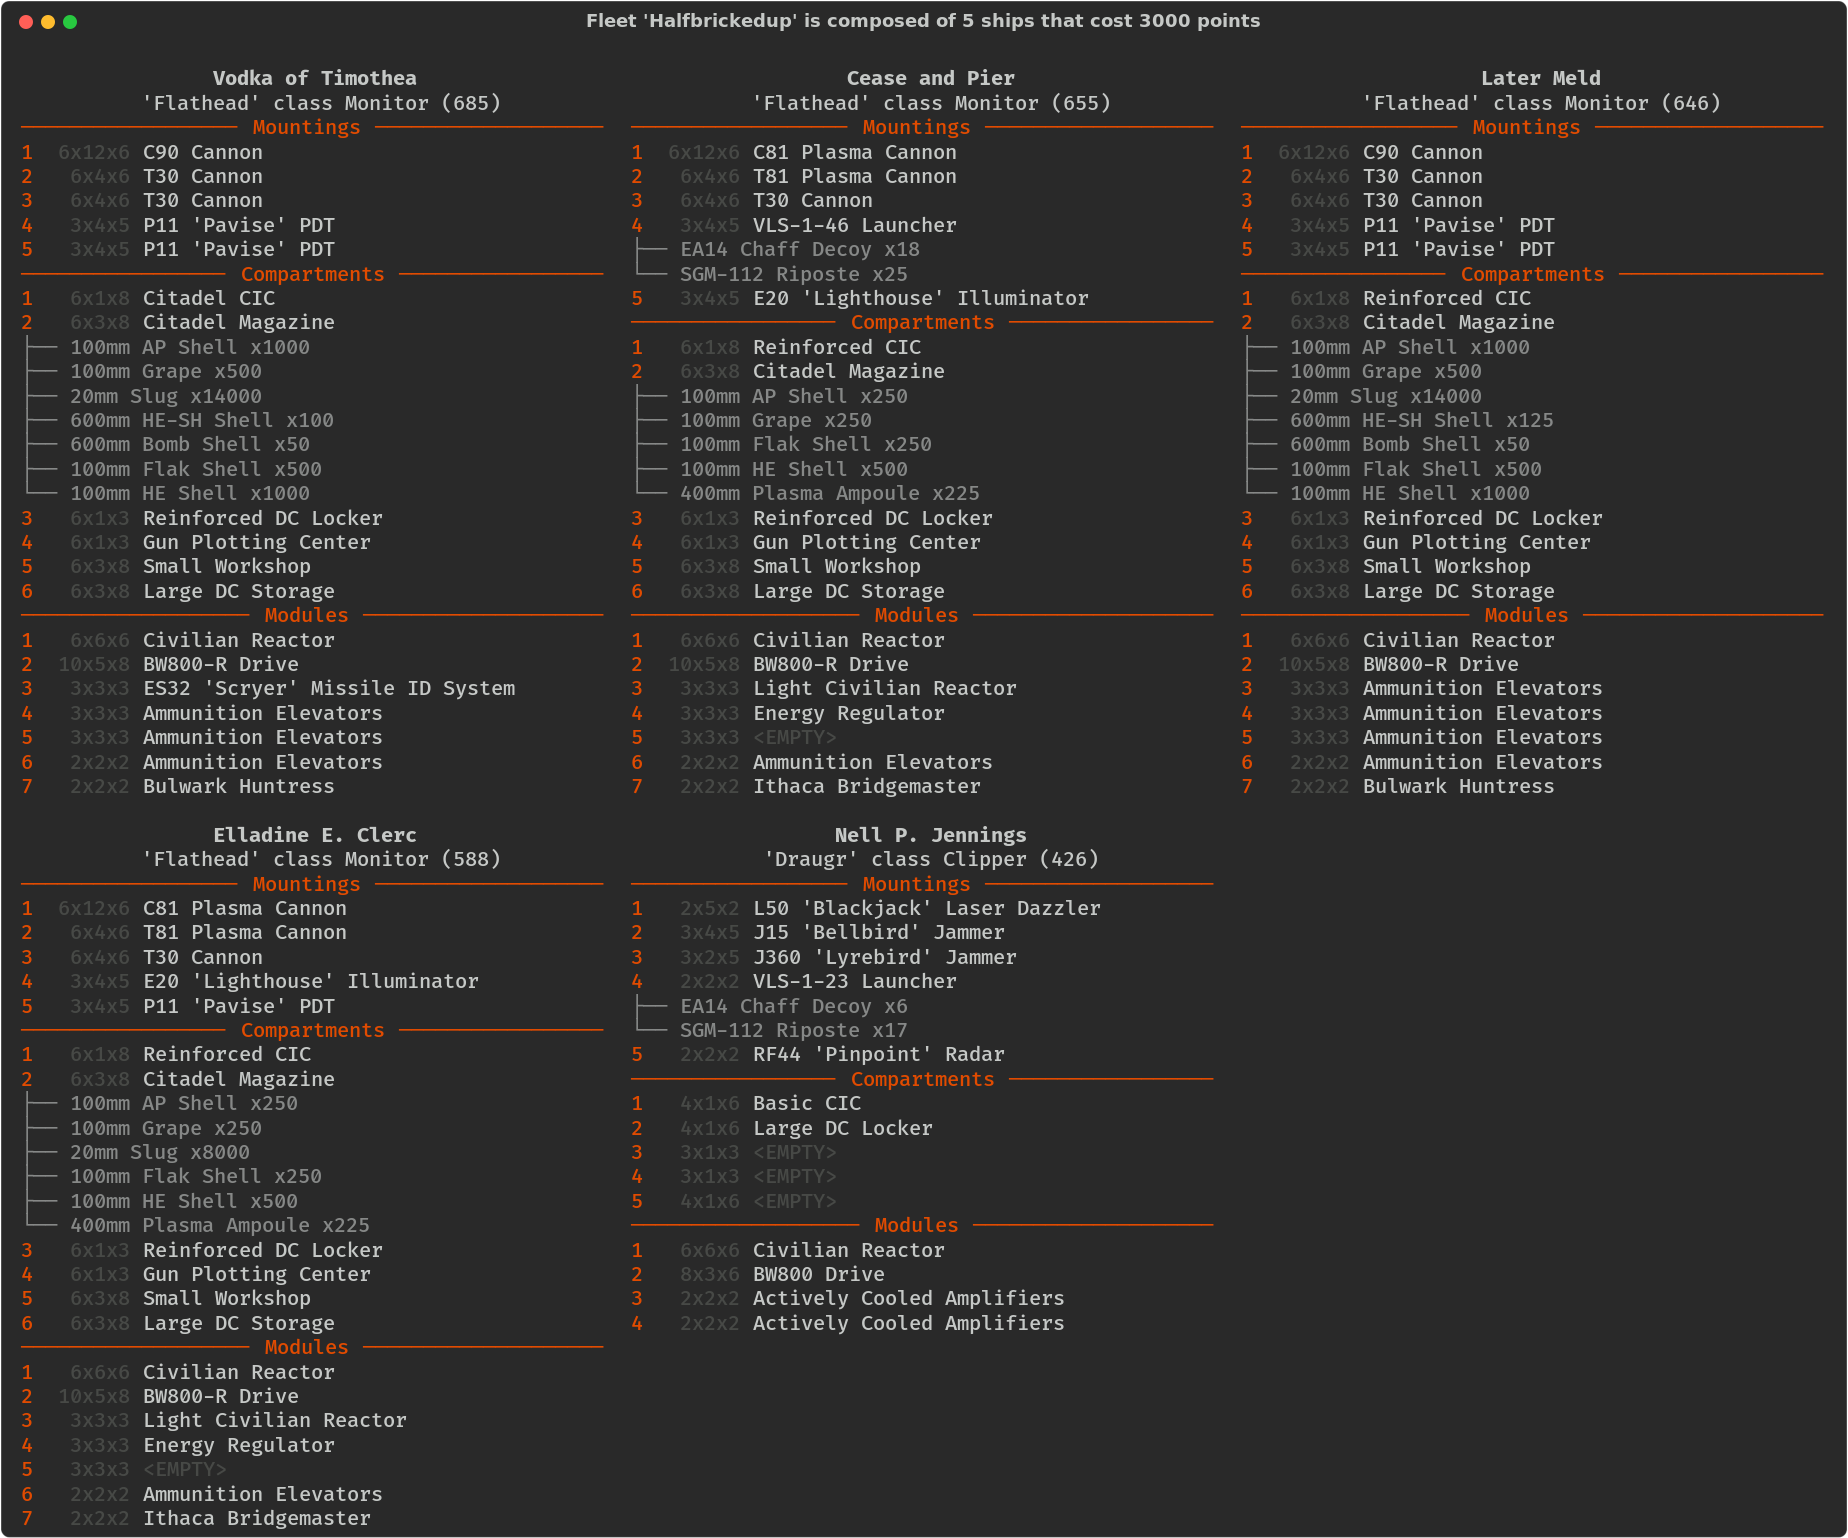 Fleet 'Halfbrickedup' is composed of 5 ships that cost 3000 points
Vodka of Timothea
'Flathead' class Monitor (685)
Mountings
1 6x12x6 C90 Cannon
2 6x4x6 T30 Cannon
3 6x4x6 T30 Cannon
4 3x4x5 P11 'Pavise' PDT
5 3x4x5 P11 'Pavise' PDT
Compartments
1 6x1x8 Citadel CIC
2 6x3x8 Citadel Magazine
100mm AP Shell x1000
100mm Grape x500
20mm Slug x14000
600mm HE-SH Shell x100
600mm Bomb Shell x50
100mm Flak Shell x500
100mm HE Shell x1000
3 6x1x3 Reinforced DC Locker
4 6x1x3 Gun Plotting Center
5 6x3x8 Small Workshop
6 6x3x8 Large DC Storage
Modules
1 6x6x6 Civilian Reactor
2 10x5x8 BW800-R Drive
3 3x3x3 ES32 'Scryer' Missile ID System
4 3x3x3 Ammunition Elevators
5 3x3x3 Ammunition Elevators
6 2x2x2 Ammunition Elevators
7 2x2x2 Bulwark Huntress
Cease and Pier
'Flathead' class Monitor (655)
Mountings
1 6x12x6 C81 Plasma Cannon
2 6x4x6 T81 Plasma Cannon
3 6x4x6 T30 Cannon
4 3x4x5 VLS-1-46 Launcher
EA14 Chaff Decoy x18
SGM-112 Riposte x25
5 3x4x5 E20 'Lighthouse' Illuminator
Compartments
1 6x1x8 Reinforced CIC
2 6x3x8 Citadel Magazine
100mm AP Shell x250
100mm Grape x250
100mm Flak Shell x250
100mm HE Shell x500
400mm Plasma Ampoule x225
3 6x1x3 Reinforced DC Locker
4 6x1x3 Gun Plotting Center
5 6x3x8 Small Workshop
6 6x3x8 Large DC Storage
Modules
1 6x6x6 Civilian Reactor
2 10x5x8 BW800-R Drive
3 3x3x3 Light Civilian Reactor
4 3x3x3 Energy Regulator
5 3x3x3 <EMPTY>
6 2x2x2 Ammunition Elevators
7 2x2x2 Ithaca Bridgemaster
Later Meld
'Flathead' class Monitor (646)
Mountings
1 6x12x6 C90 Cannon
2 6x4x6 T30 Cannon
3 6x4x6 T30 Cannon
4 3x4x5 P11 'Pavise' PDT
5 3x4x5 P11 'Pavise' PDT
Compartments
1 6x1x8 Reinforced CIC
2 6x3x8 Citadel Magazine
100mm AP Shell x1000
100mm Grape x500
20mm Slug x14000
600mm HE-SH Shell x125
600mm Bomb Shell x50
100mm Flak Shell x500
100mm HE Shell x1000
3 6x1x3 Reinforced DC Locker
4 6x1x3 Gun Plotting Center
5 6x3x8 Small Workshop
6 6x3x8 Large DC Storage
Modules
1 6x6x6 Civilian Reactor
2 10x5x8 BW800-R Drive
3 3x3x3 Ammunition Elevators
4 3x3x3 Ammunition Elevators
5 3x3x3 Ammunition Elevators
6 2x2x2 Ammunition Elevators
7 2x2x2 Bulwark Huntress
Elladine E. Clerc
'Flathead' class Monitor (588)
Mountings
1 6x12x6 C81 Plasma Cannon
2 6x4x6 T81 Plasma Cannon
3 6x4x6 T30 Cannon
4 3x4x5 E20 'Lighthouse' Illuminator
5 3x4x5 P11 'Pavise' PDT
Compartments
1 6x1x8 Reinforced CIC
2 6x3x8 Citadel Magazine
100mm AP Shell x250
100mm Grape x250
20mm Slug x8000
100mm Flak Shell x250
100mm HE Shell x500
400mm Plasma Ampoule x225
3 6x1x3 Reinforced DC Locker
4 6x1x3 Gun Plotting Center
5 6x3x8 Small Workshop
6 6x3x8 Large DC Storage
Modules
1 6x6x6 Civilian Reactor
2 10x5x8 BW800-R Drive
3 3x3x3 Light Civilian Reactor
4 3x3x3 Energy Regulator
5 3x3x3 <EMPTY>
6 2x2x2 Ammunition Elevators
7 2x2x2 Ithaca Bridgemaster
Nell P. Jennings
'Draugr' class Clipper (426)
Mountings
1 2x5x2 L50 'Blackjack' Laser Dazzler
2 3x4x5 J15 'Bellbird' Jammer
3 3x2x5 J360 'Lyrebird' Jammer
4 2x2x2 VLS-1-23 Launcher
EA14 Chaff Decoy x6
SGM-112 Riposte x17
5 2x2x2 RF44 'Pinpoint' Radar
Compartments
1 4x1x6 Basic CIC
2 4x1x6 Large DC Locker
3 3x1x3 <EMPTY>
4 3x1x3 <EMPTY>
5 4x1x6 <EMPTY>
Modules
1 6x6x6 Civilian Reactor
2 8x3x6 BW800 Drive
3 2x2x2 Actively Cooled Amplifiers
4 2x2x2 Actively Cooled Amplifiers